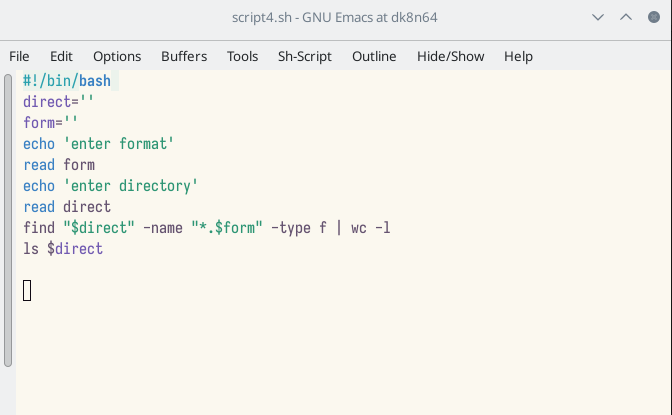 script4.sh - GNU Emacs at dk8n64
File Edit Options Buffers Tools Sh-Script Outline Hide/Show Help
#!/bin/bash
direct=''
form=''
echo 'enter format'
read form
echo 'enter directory'
read direct
find "$direct" -name "*.$form" -type f | wc -l
ls $direct